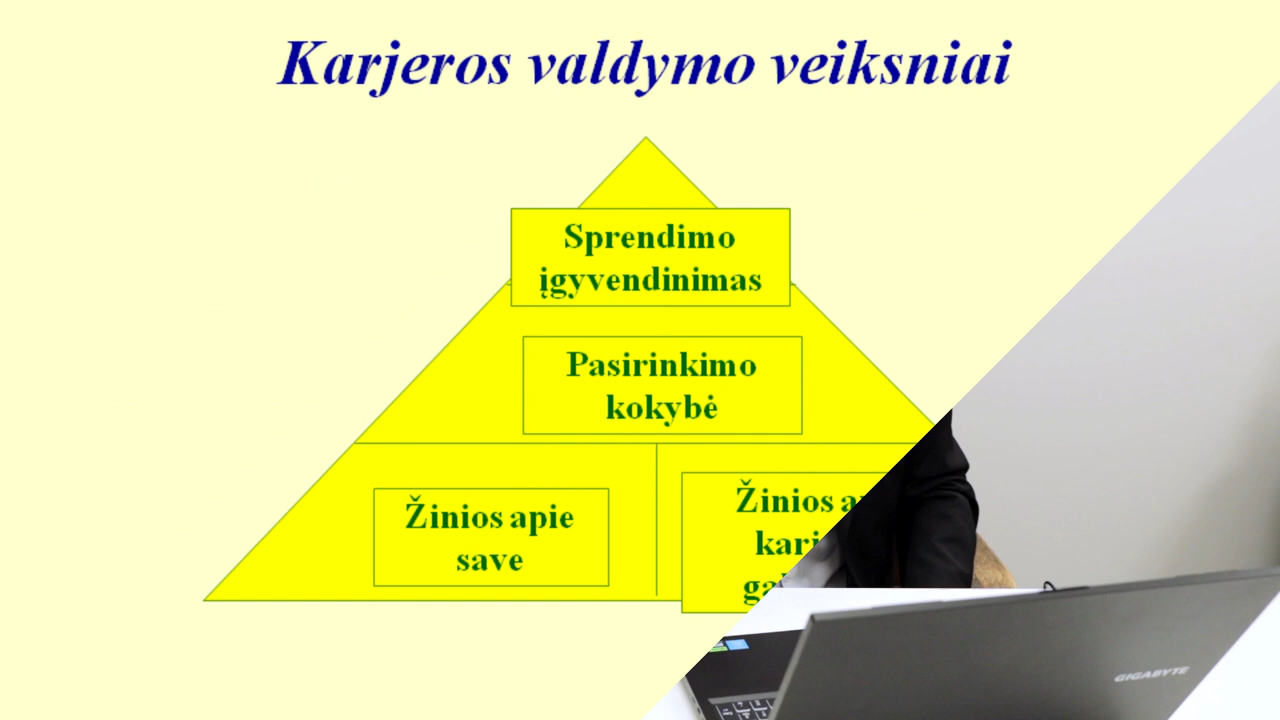 Karjeros valdymo veiksniai
Sprendimo
įgyvendinimas
Pasirinkimo
kokybė
Žinios apie
save
Žinios
GIGABYTE